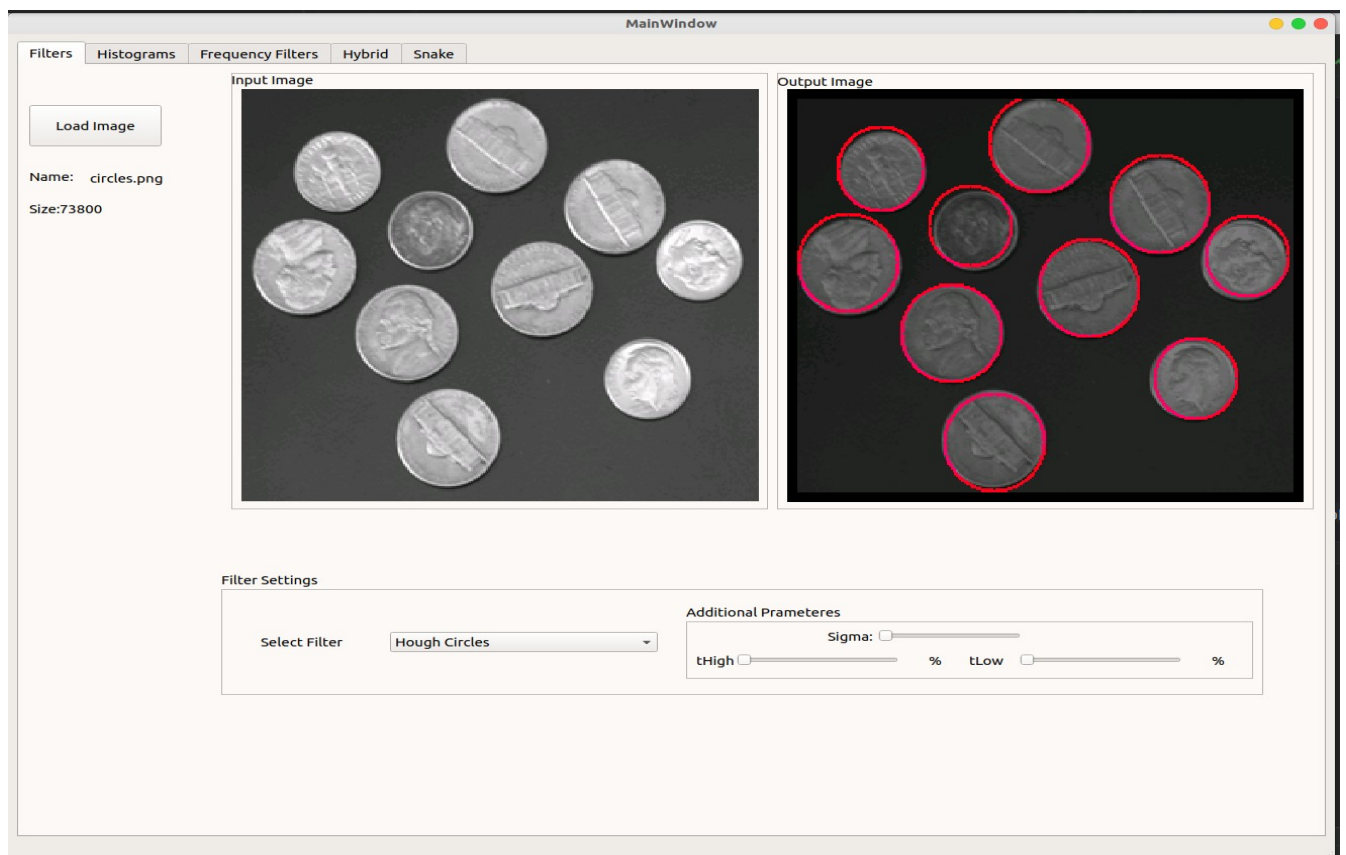 MainWindow
Filters Histograms Frequency Filters Hybrid Snake
Input Image
Output Image
Load Image
Name: circles.png
Size:73800
Filter Settings
Additional Prameteres
Select Filter Hough Circles
Sigma:
tHigh % tLow %